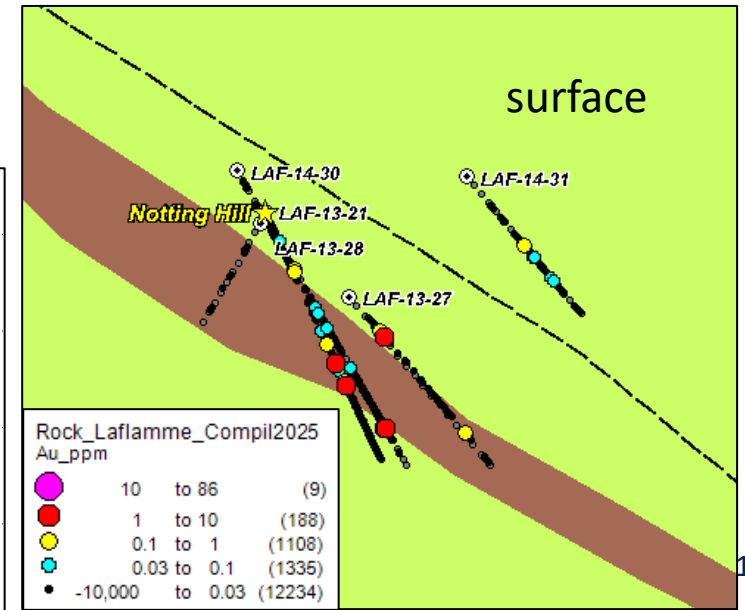 surface
LAF-14-30
LAF-14-31
Notting Hill
LAF-13-21
LAF-13-28
LAF-13-27
Rock_Laflamme_Compil2025
Au_ppm
10 to 86 (9)
1 to 10 (188)
0.1 to 1 (1108)
0.03 to 0.1 (1335)
-10,000 to 0.03 (12234)
1